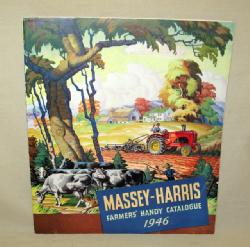 MASSEY-HARRIS
FARMERS' HANDY CATALOGUE
1946